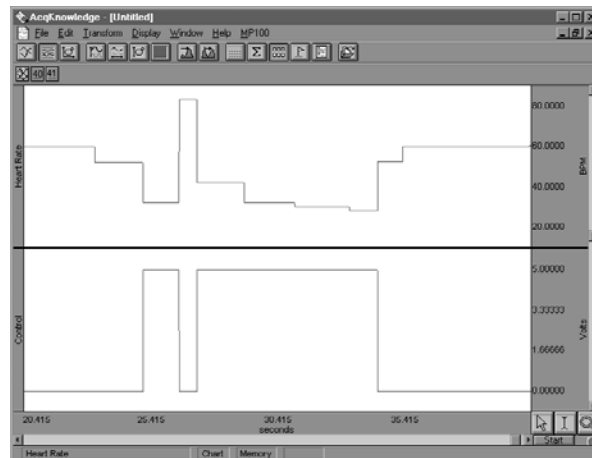 AcqKnowledge - [Untitled]
File Edit Transform Display Window Help MP100
40 41
Heart Rate
80.0000
60.0000
40.0000
20.0000
BPM
Control
5.00000
3.33333
1.66666
0.00000
Volts
20.415 25.415 30.415 35.415
seconds
Start
Heart Rate Chart Memory